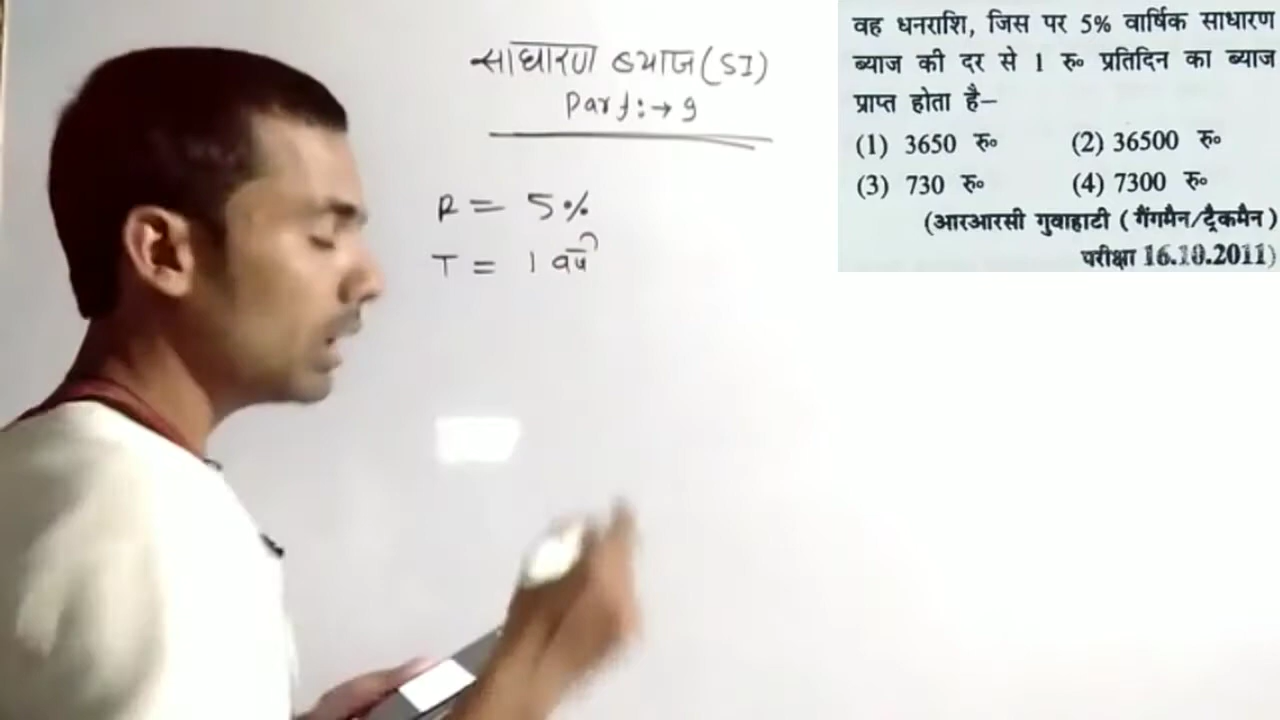 साधारण ब्याज (SI)
Part :→ 9
R = 5%
T = 1 वर्ष
वह धनराशि, जिस पर 5% वार्षिक साधारण
ब्याज की दर से 1 रु० प्रतिदिन का ब्याज
प्राप्त होता है–
(1) 3650 रु० (2) 36500 रु०
(3) 730 रु० (4) 7300 रु०
(आरआरसी गुवाहाटी (गैंगमैन/ट्रैकमैन)
परीक्षा 16.10.2011)